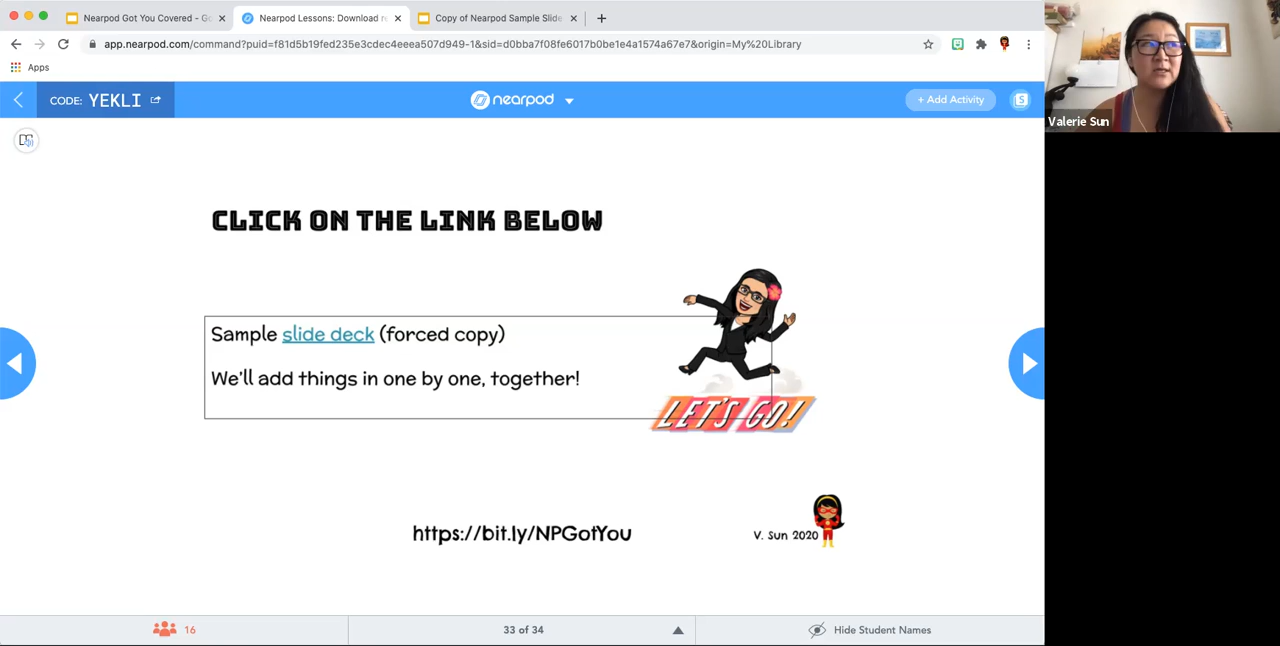 Nearpod Got You Covered - Go
Nearpod Lessons: Download re
Copy of Nearpod Sample Slide
app.nearpod.com/command?puid=f81d5b19fed235e3cdec4eeea507d949-1&sid=d0bba7f08fe6017b0be1e4a1574a67e7&origin=My%20Library
Apps
CODE: YEKLI
nearpod
+ Add Activity
S
Valerie Sun
CLICK ON THE LINK BELOW
Sample slide deck (forced copy)
We'll add things in one by one, together!
LET'S GO!
https://bit.ly/NPGotYou
V. Sun 2020
16
33 of 34
Hide Student Names